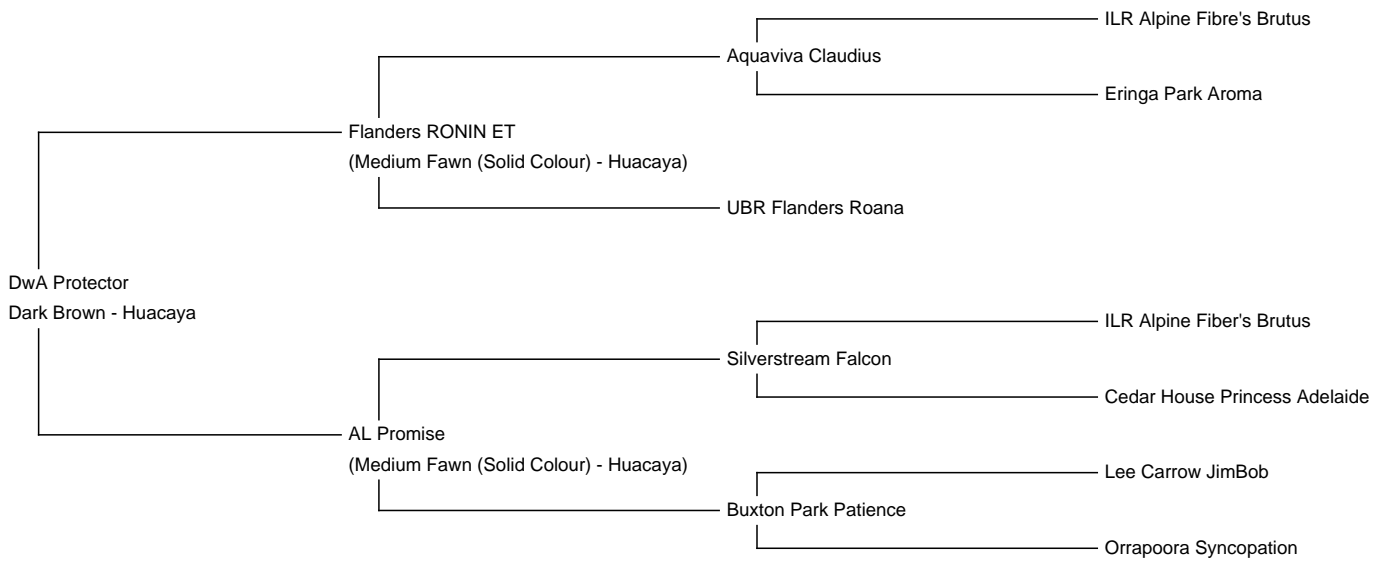 ILR Alpine Fibre's Brutus
Aquaviva Claudius
Eringa Park Aroma
Flanders RONIN ET
(Medium Fawn (Solid Colour) - Huacaya)
UBR Flanders Roana
DwA Protector
Dark Brown - Huacaya
ILR Alpine Fiber's Brutus
Silverstream Falcon
Cedar House Princess Adelaide
AL Promise
(Medium Fawn (Solid Colour) - Huacaya)
Lee Carrow JimBob
Buxton Park Patience
Orrapoora Syncopation